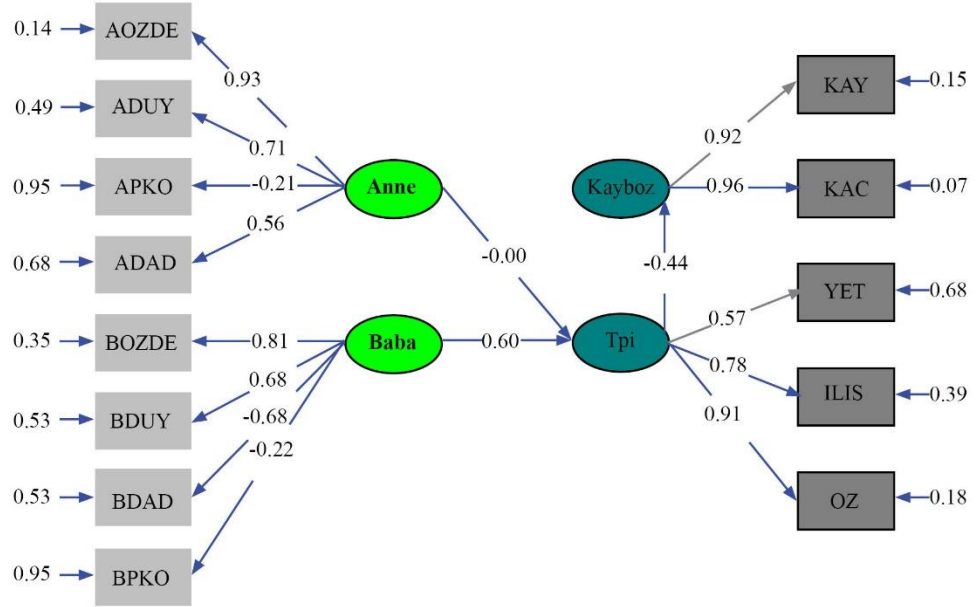 0.14
AOZDE
0.93
0.49
ADUY
0.71
0.95
APKO
-0.21
0.68
ADAD
0.56
0.35
BOZDE
0.81
0.53
BDUY
0.68
0.53
BDAD
-0.68
0.95
BPKO
-0.22
Anne
-0.00
Baba
0.60
Kayboz
-0.44
Tpi
0.92
KAY
0.15
0.96
KAC
0.07
0.57
YET
0.68
0.78
ILIS
0.39
0.91
OZ
0.18